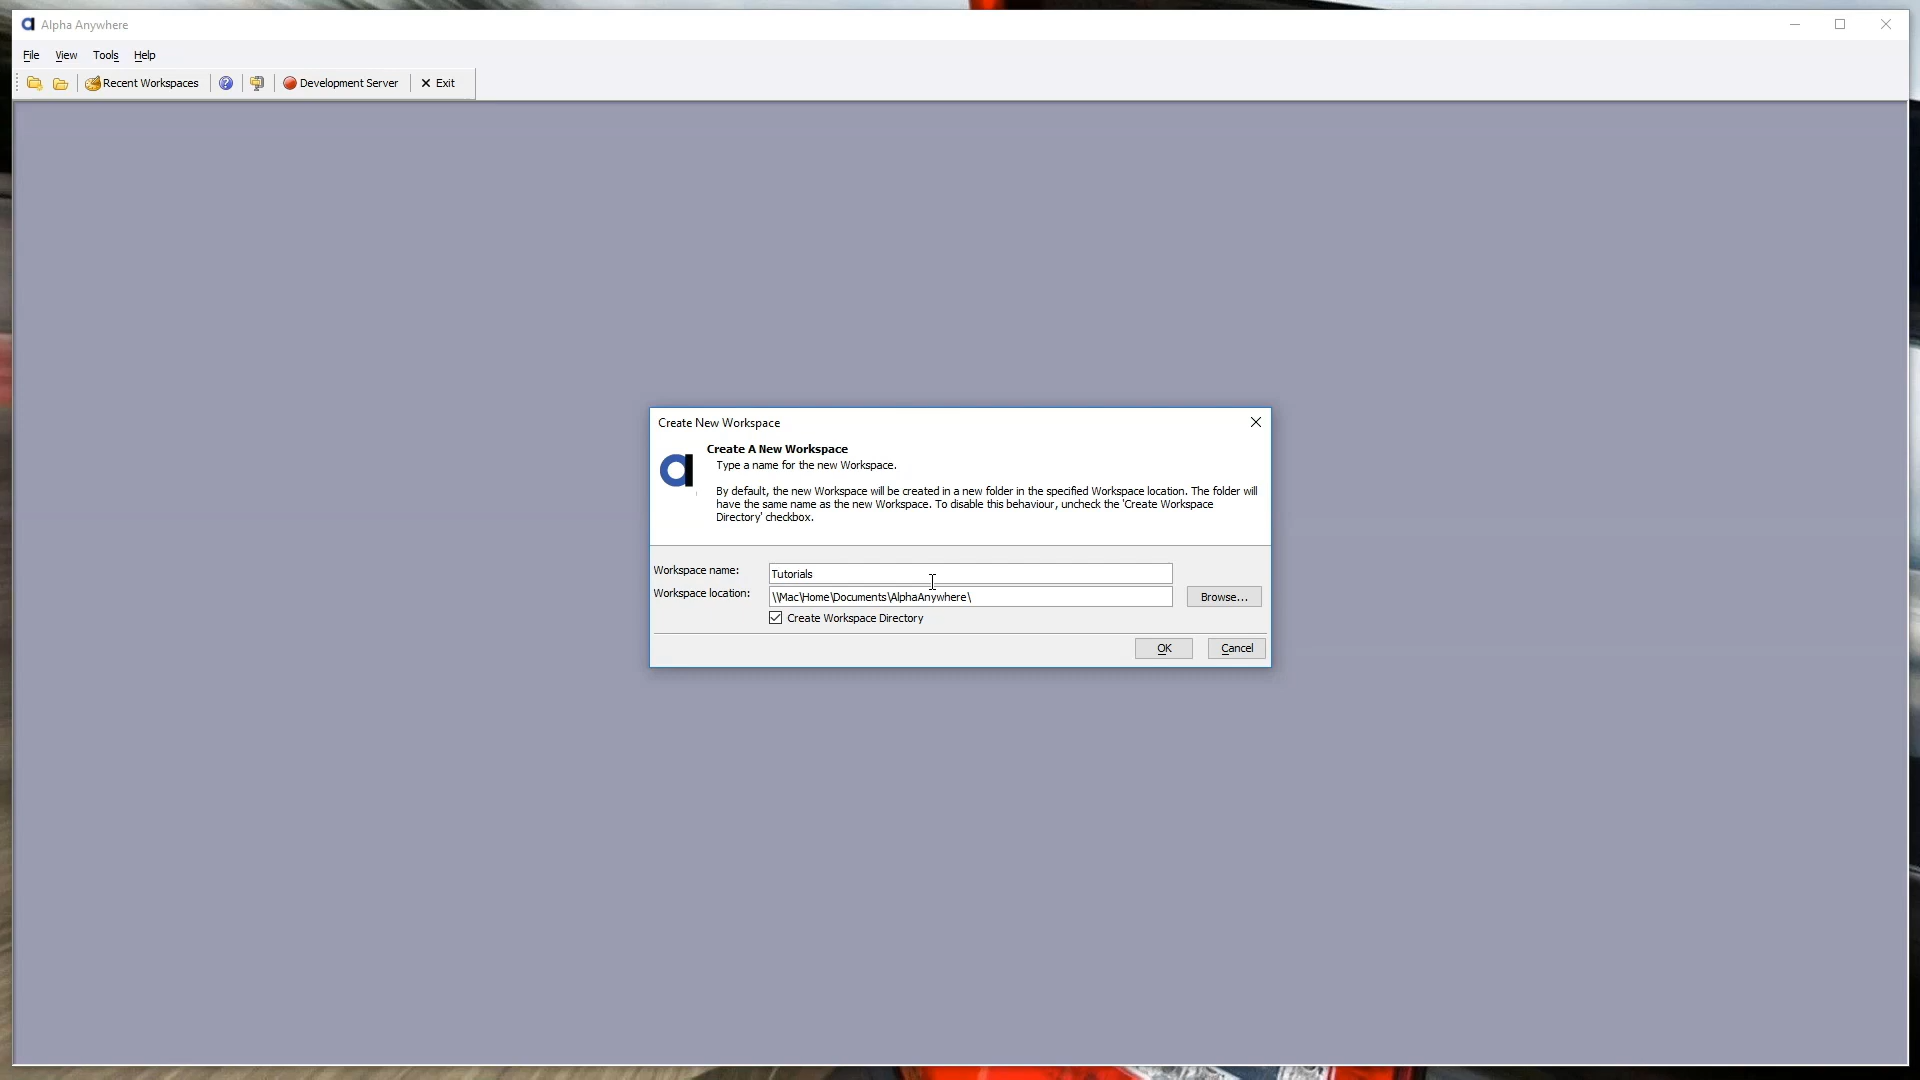 Alpha Anywhere
File View Tools Help
Recent Workspaces Development Server Exit
Create New Workspace
Create A New Workspace
Type a name for the new Workspace.
By default, the new Workspace will be created in a new folder in the specified Workspace location. The folder will
have the same name as the new Workspace. To disable this behaviour, uncheck the 'Create Workspace
Directory' checkbox.
Workspace name: Tutorials
Workspace location: \\Mac\Home\Documents\AlphaAnywhere\ Browse...
Create Workspace Directory
OK Cancel